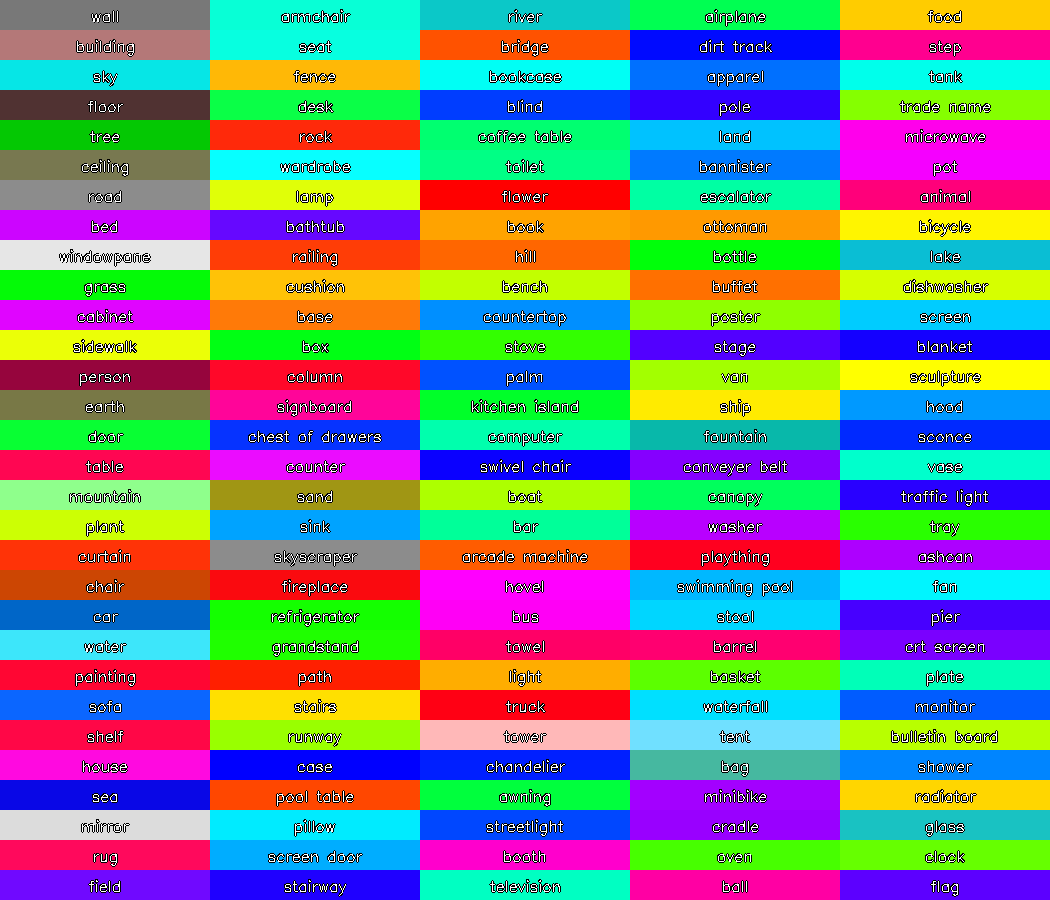 wall armchair river airplane food
building seat bridge dirt track step
sky fence bookcase apparel tank
floor desk blind pole trade name
tree rock coffee table land microwave
ceiling wardrobe toilet bannister pot
road lamp flower escalator animal
bed bathtub book ottoman bicycle
windowpane railing hill bottle lake
grass cushion bench buffet dishwasher
cabinet base countertop poster screen
sidewalk box stove stage blanket
person column palm van sculpture
earth signboard kitchen island ship hood
door chest of drawers computer fountain sconce
table counter swivel chair conveyer belt vase
mountain sand boat canopy traffic light
plant sink bar washer tray
curtain skyscraper arcade machine plaything ashcan
chair fireplace hovel swimming pool fan
car refrigerator bus stool pier
water grandstand towel barrel crt screen
painting path light basket plate
sofa stairs truck waterfall monitor
shelf runway tower tent bulletin board
house case chandelier bag shower
sea pool table awning minibike radiator
mirror pillow streetlight cradle glass
rug screen door booth oven clock
field stairway television ball flag